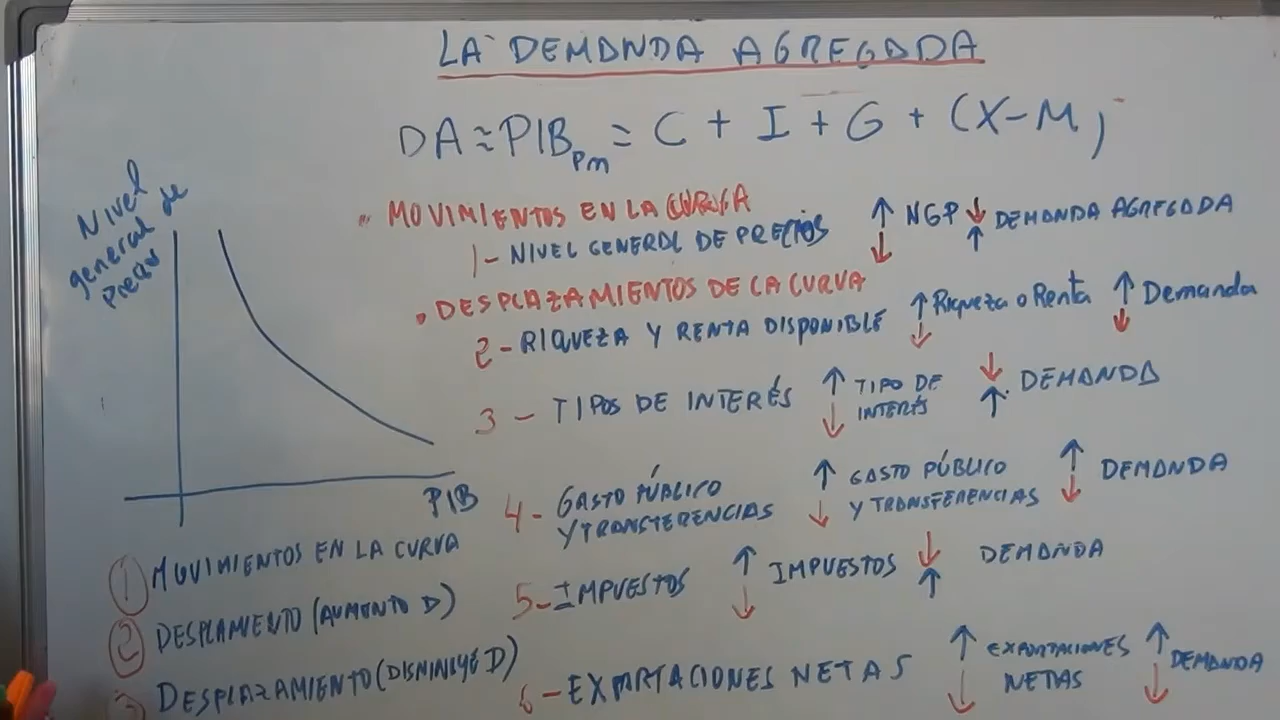 LA DEMANDA AGREGADA
DA ≈ PIBpm = C + I + G + (X-M)
Nivel
general de
Precios
PIB
• MOVIMIENTOS EN LA CURVA
1- NIVEL GENERAL DE PRECIOS ↑↓ NGP ↓↑ DEMANDA AGREGADA
• DESPLAZAMIENTOS DE LA CURVA
2- RIQUEZA Y RENTA DISPONIBLE ↑↓ Riqueza o Renta ↑↓ Demanda
3- TIPOS DE INTERÉS ↑↓ TIPO DE INTERÉS ↓↑ DEMANDA
4- GASTO PÚBLICO
Y TRANSFERENCIAS ↑↓ GASTO PÚBLICO
Y TRANSFERENCIAS ↑↓ DEMANDA
5- IMPUESTOS ↑↓ IMPUESTOS ↓↑ DEMANDA
6- EXPORTACIONES NETAS ↑↓ EXPORTACIONES
NETAS ↑↓ DEMANDA
1 MOVIMIENTOS EN LA CURVA
2 DESPLAMIENTO (AUMENTO D)
3 DESPLAZAMIENTO (DISMINUYE D)